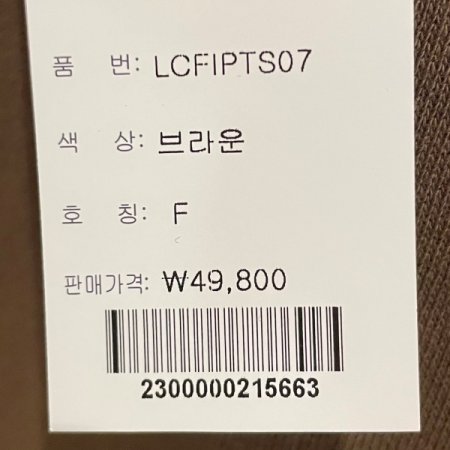 품 번: LCFIPTS07
색 상: 브라운
호 칭: F
판매가격: ₩49,800
2300000215663